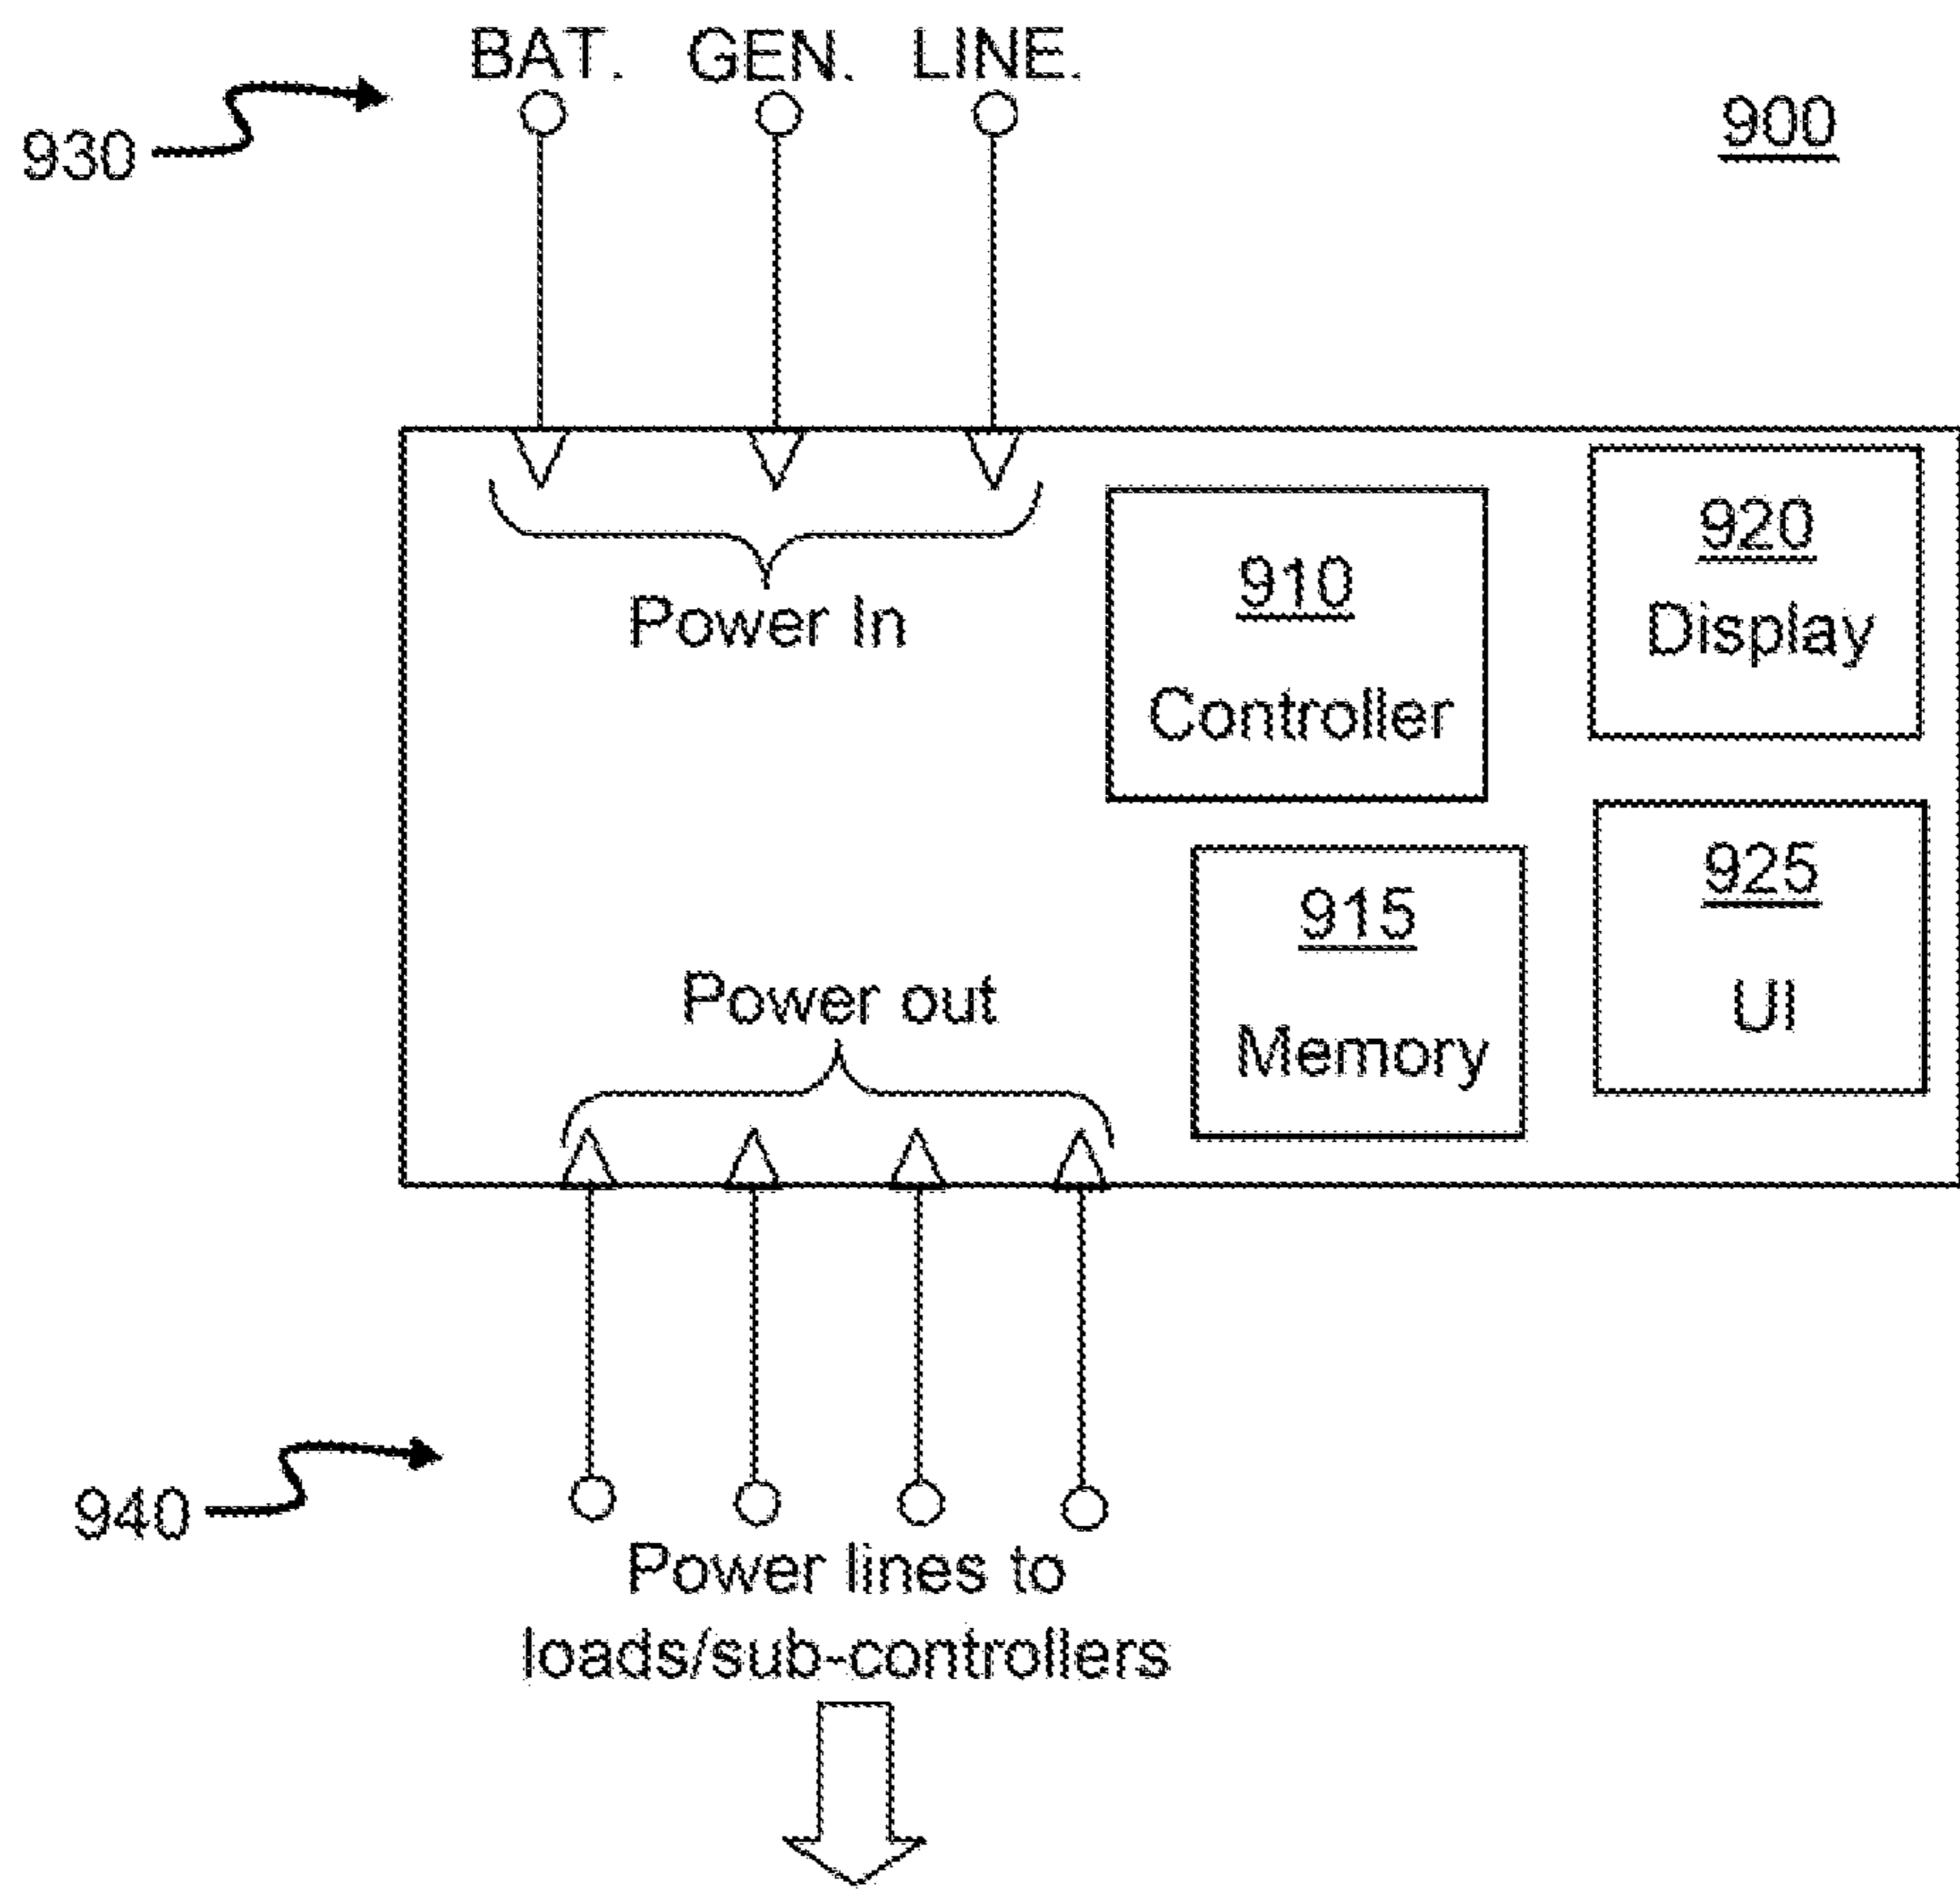 BAT. GEN. LINE.
930
900
Power In
910
Controller
920
Display
915
Memory
925
UI
Power out
940
Power lines to
loads/sub-controllers